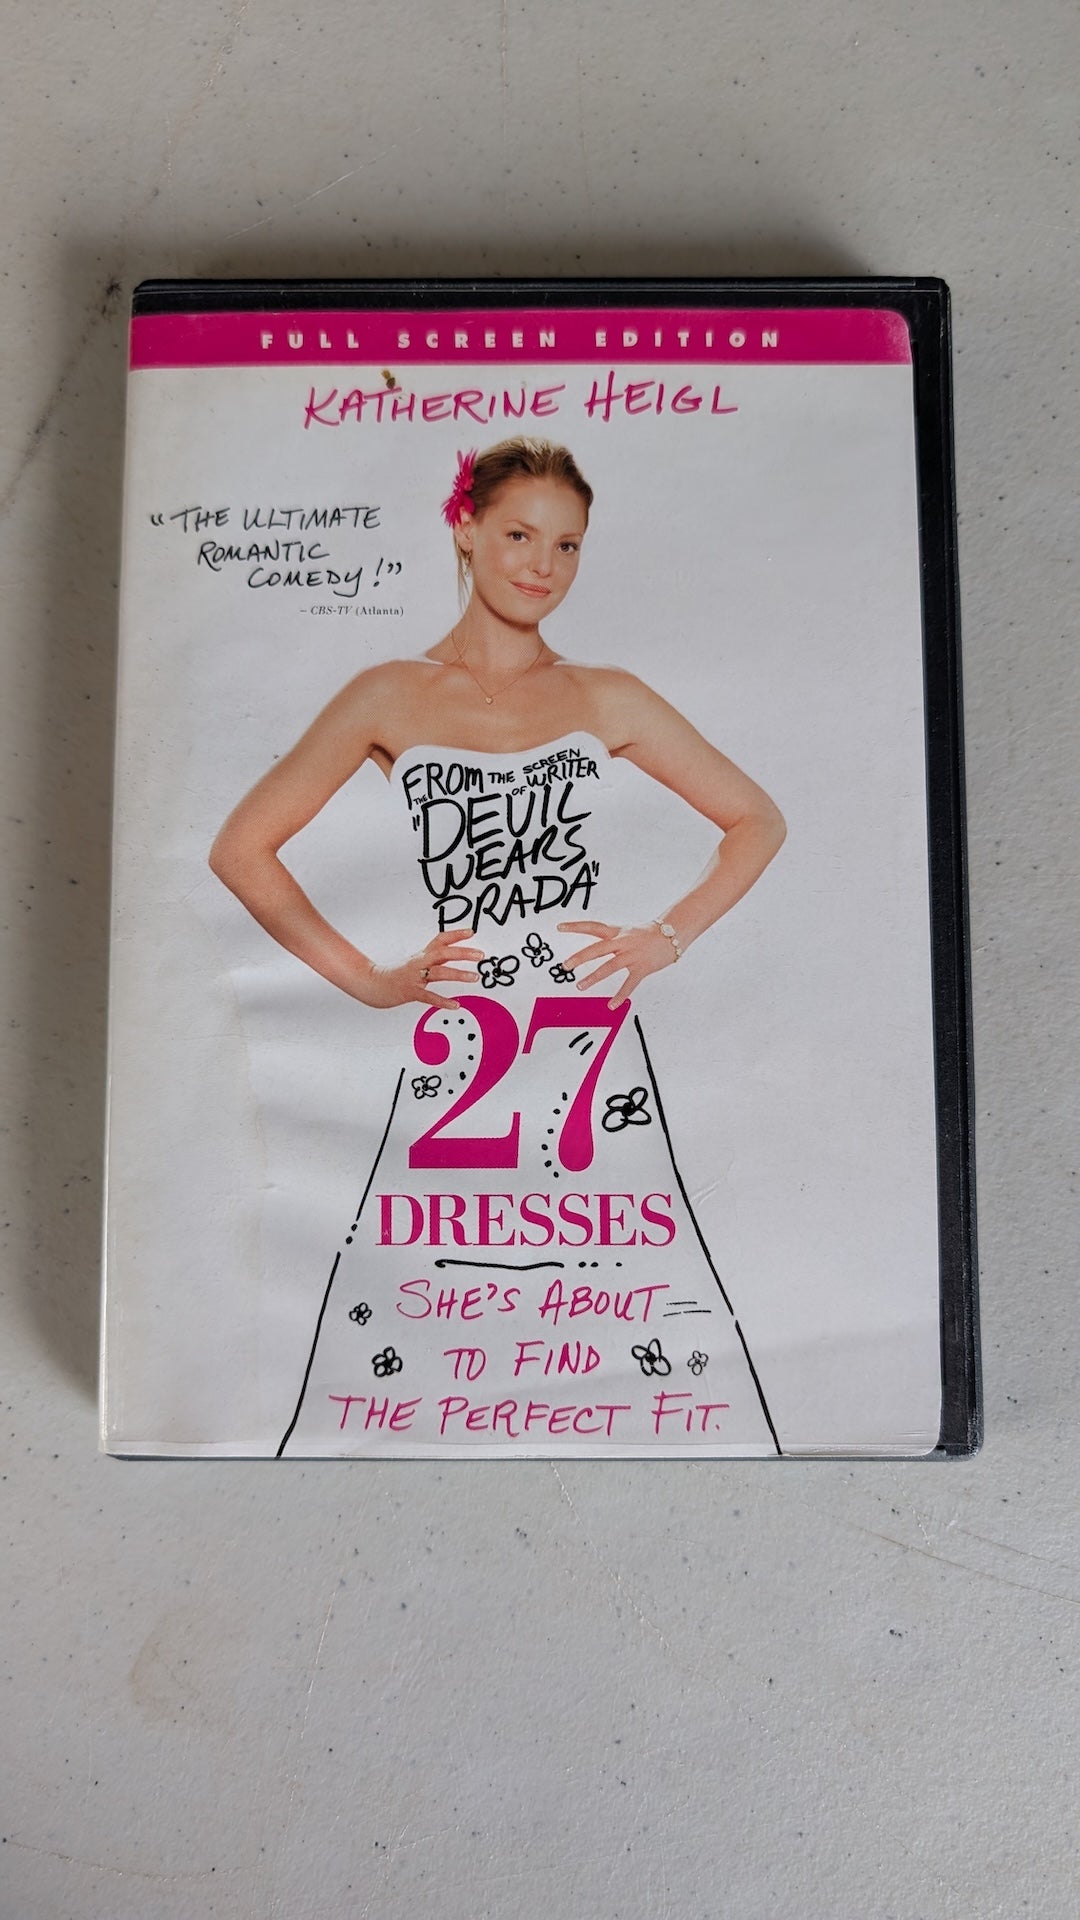 FULL SCREEN EDITION
KATHERINE HEIGL
"THE ULTIMATE
ROMANTIC
COMEDY!"
– CBS-TV (Atlanta)
FROM THE SCREEN
WRITER
OF
THE
"DEVIL
WEARS
PRADA"
27
DRESSES
SHE'S ABOUT
TO FIND
THE PERFECT FIT.